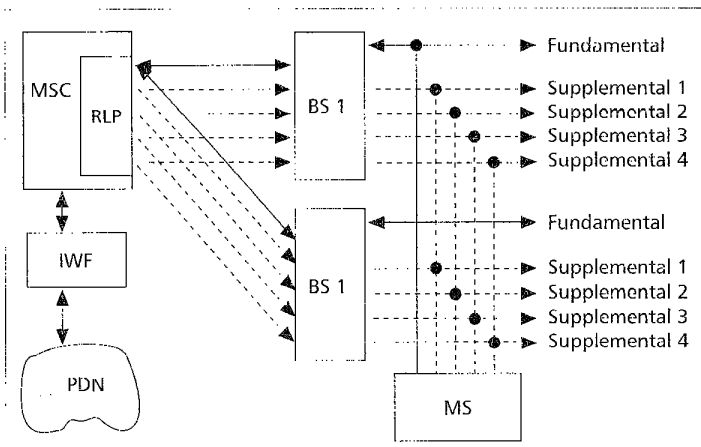 MSC
RLP
BS 1
Fundamental
Supplemental 1
Supplemental 2
Supplemental 3
Supplemental 4
IWF
PDN
BS 1
Fundamental
Supplemental 1
Supplemental 2
Supplemental 3
Supplemental 4
MS